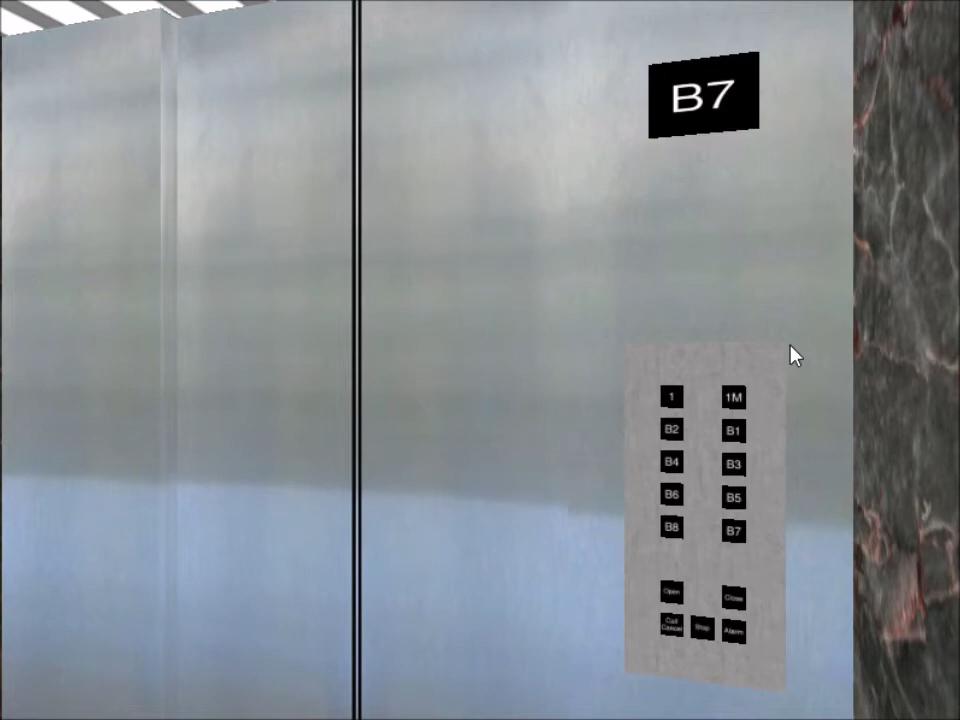 B7
1 1M
B2 B1
B4 B3
B6 B5
B8 B7
Open Close
Call Cancel Stop Alarm